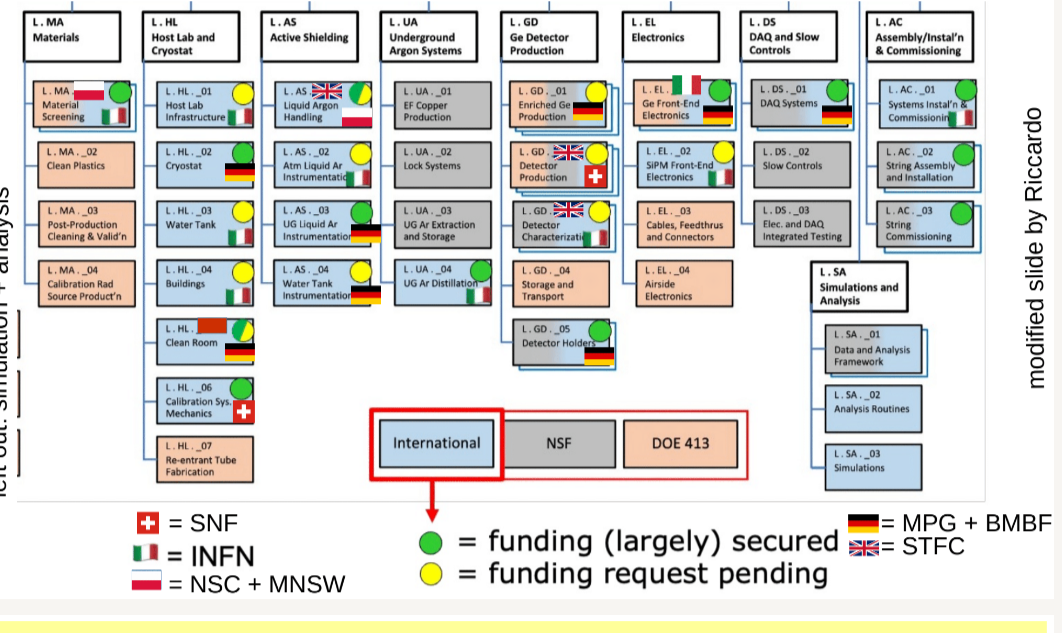 L . MA
Materials
L . HL
Host Lab and
Cryostat
L . AS
Active Shielding
L . UA
Underground
Argon Systems
L . GD
Ge Detector
Production
L . EL
Electronics
L . DS
DAQ and Slow
Controls
L . AC
Assembly/Instal'n
& Commissioning
L . MA
Material
Screening
L . MA . _02
Clean Plastics
L . MA . _03
Post-Production
Cleaning & Valid'n
L . MA . _04
Calibration Rad
Source Product'n
L . HL . _01
Host Lab
Infrastructure
L . HL . _02
Cryostat
L . HL . _03
Water Tank
L . HL . _04
Buildings
L . HL .
Clean Room
L . HL . _06
Calibration Sys.
Mechanics
L . HL . _07
Re-entrant Tube
Fabrication
L . AS
Liquid Argon
Handling
L . AS . _02
Atm Liquid Ar
Instrumentatic
L . AS . _03
UG Liquid Ar
Instrumentation
L . AS . _04
Water Tank
Instrumentation
L . UA . _01
EF Copper
Production
L . UA . _02
Lock Systems
L . UA . _03
UG Ar Extraction
and Storage
L . UA . _04
UG Ar Distillation
L . GD . _01
Enriched Ge
Production
L . GD .
Detector
Production
L . GD .
Detector
Characterizati
L . GD . _04
Storage and
Transport
L . GD . _05
Detector Holders
L . EL .
Ge Front-End
Electronics
L . EL . _02
SiPM Front-End
Electronics
L . EL . _03
Cables, Feedthrus
and Connectors
L . EL . _04
Airside
Electronics
L . DS . _01
DAQ Systems
L . DS . _02
Slow Controls
L . DS . _03
Elec. and DAQ
Integrated Testing
L . AC . _01
Systems Instal'n &
Commissionin
L . AC . _02
String Assembly
and Installation
L . AC . _03
String
Commissioning
L . SA
Simulations and
Analysis
L . SA . _01
Data and Analysis
Framework
L . SA . _02
Analysis Routines
L . SA . _03
Simulations
International
NSF
DOE 413
= SNF
= INFN
= NSC + MNSW
= funding (largely) secured
= funding request pending
= MPG + BMBF
= STFC
modified slide by Riccardo
out: simulation + analysis